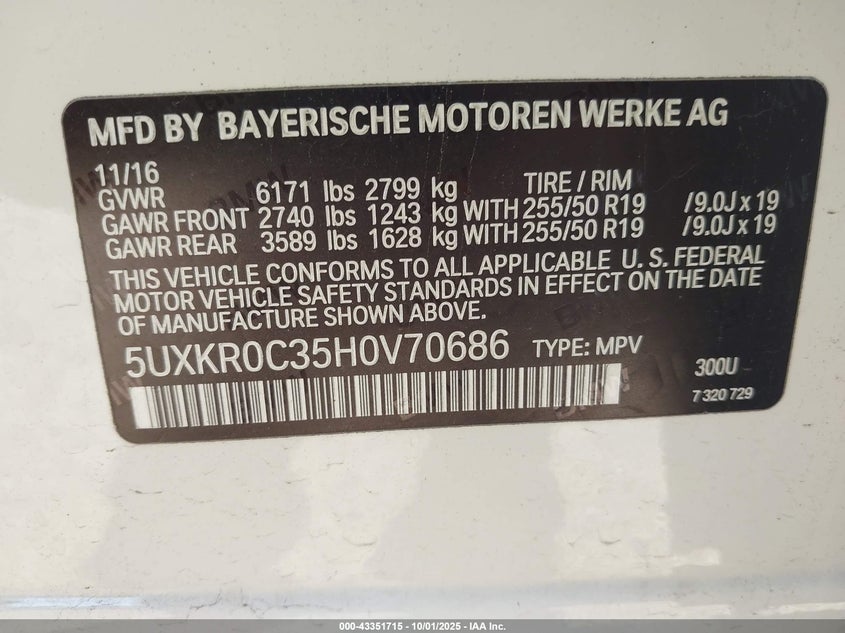 MFD BY BAYERISCHE MOTOREN WERKE AG
11/16
GVWR 6171 lbs 2799 kg TIRE / RIM
GAWR FRONT 2740 lbs 1243 kg WITH 255/50 R19 /9.0J x 19
GAWR REAR 3589 lbs 1628 kg WITH 255/50 R19 /9.0J x 19
THIS VEHICLE CONFORMS TO ALL APPLICABLE U. S. FEDERAL
MOTOR VEHICLE SAFETY STANDARDS IN EFFECT ON THE DATE
OF MANUFACTURE SHOWN ABOVE.
5UXKR0C35H0V70686 TYPE: MPV 300U
7 320 729
000-43351715 - 10/01/2025 - IAA Inc.